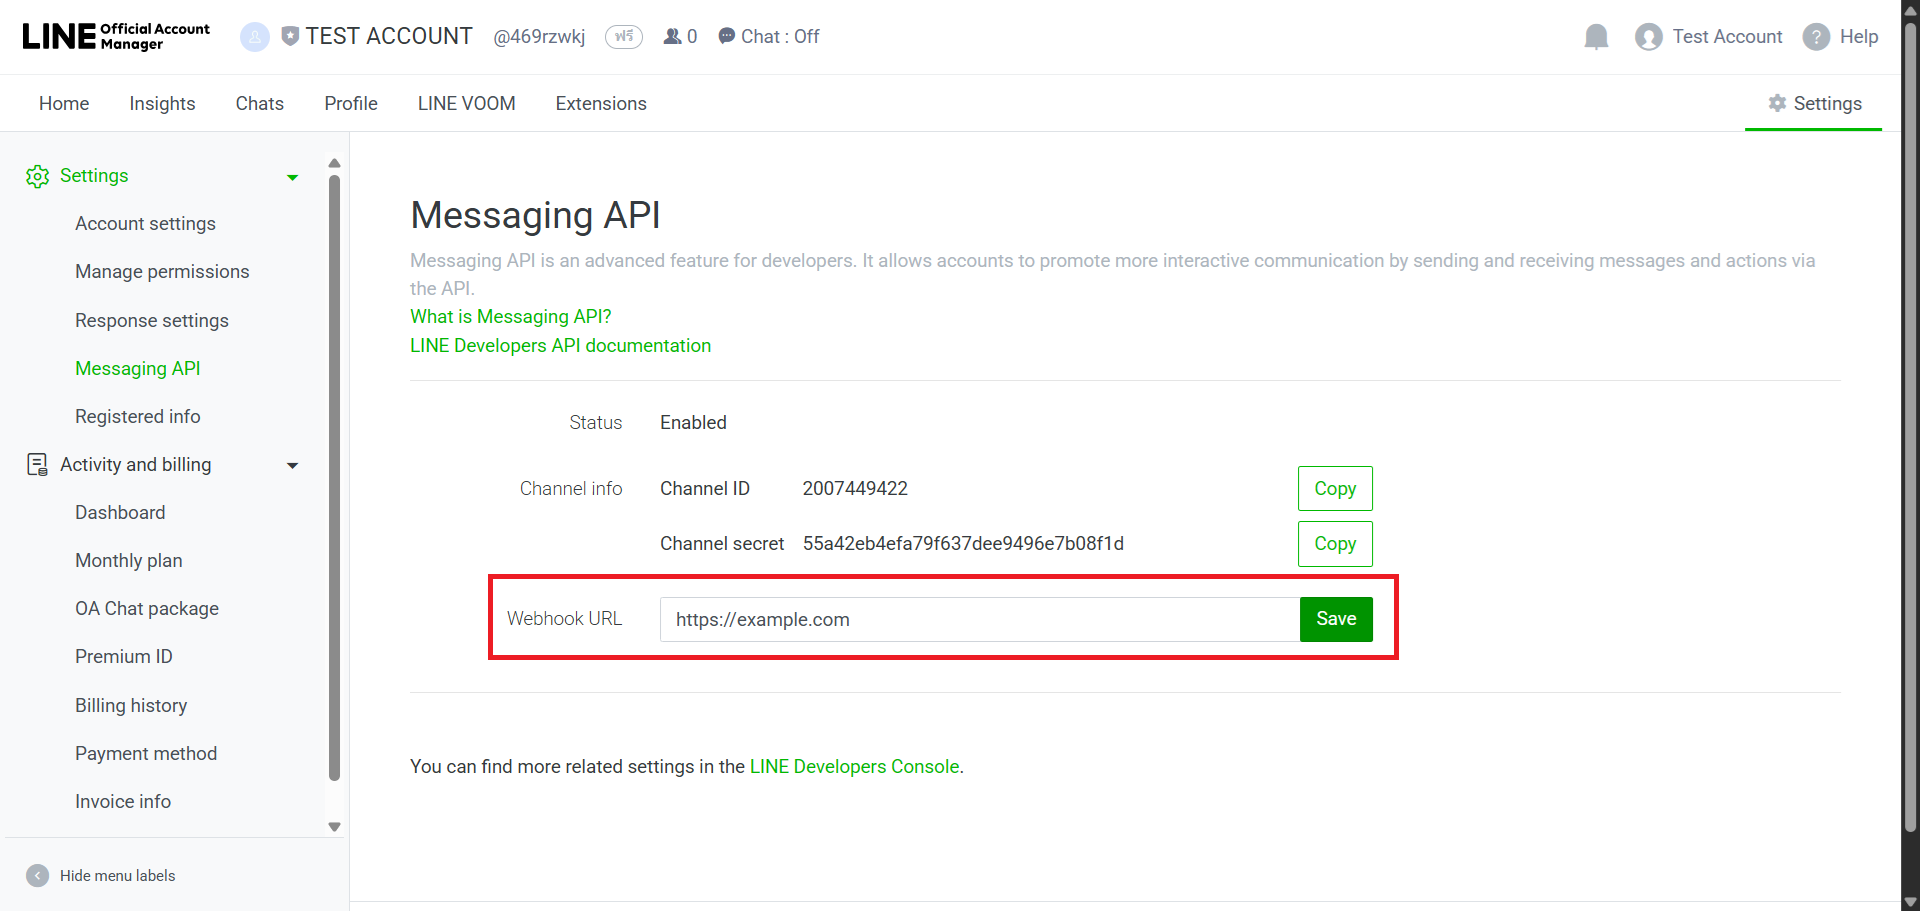 LINE Official Account Manager
TEST ACCOUNT @469rzwkj ฟรี 0 Chat : Off
Test Account ? Help
Home Insights Chats Profile LINE VOOM Extensions Settings
Settings
Account settings
Manage permissions
Response settings
Messaging API
Registered info
Activity and billing
Dashboard
Monthly plan
OA Chat package
Premium ID
Billing history
Payment method
Invoice info
Hide menu labels
Messaging API
Messaging API is an advanced feature for developers. It allows accounts to promote more interactive communication by sending and receiving messages and actions via
the API.
What is Messaging API?
LINE Developers API documentation
Status Enabled
Channel info Channel ID 2007449422 Copy
Channel secret 55a42eb4efa79f637dee9496e7b08f1d Copy
Webhook URL https://example.com Save
You can find more related settings in the LINE Developers Console.